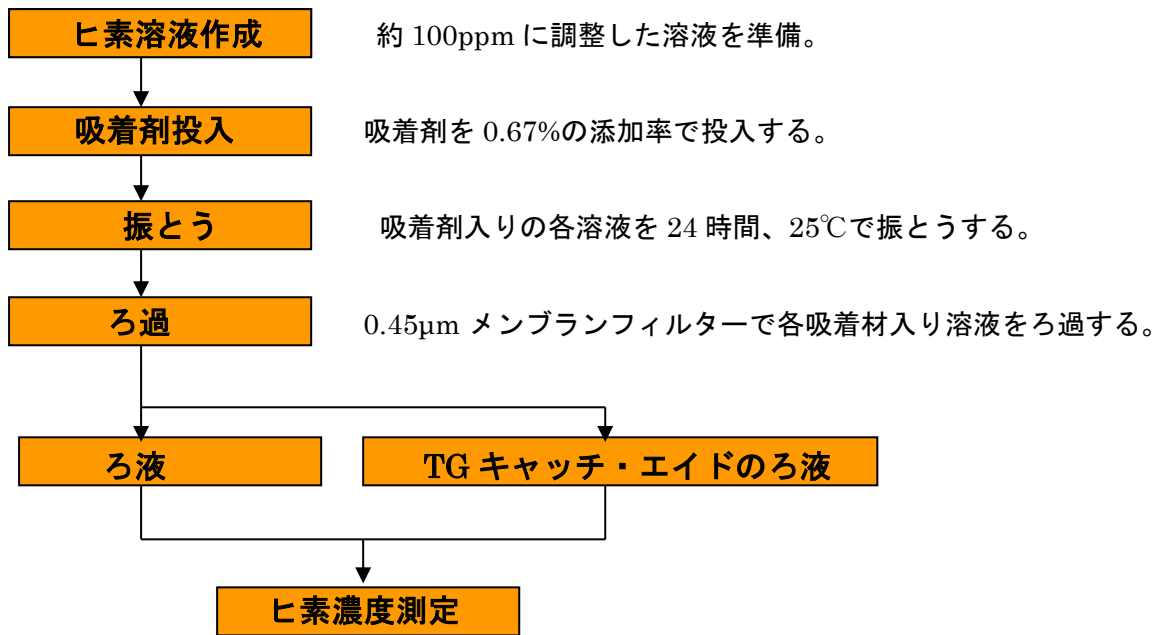 ヒ素溶液作成
約 100ppm に調整した溶液を準備。
吸着剤投入
吸着剤を 0.67%の添加率で投入する。
振とう
吸着剤入りの各溶液を 24 時間、25℃で振とうする。
ろ過
0.45µm メンブランフィルターで各吸着材入り溶液をろ過する。
ろ液
TG キャッチ・エイドのろ液
ヒ素濃度測定